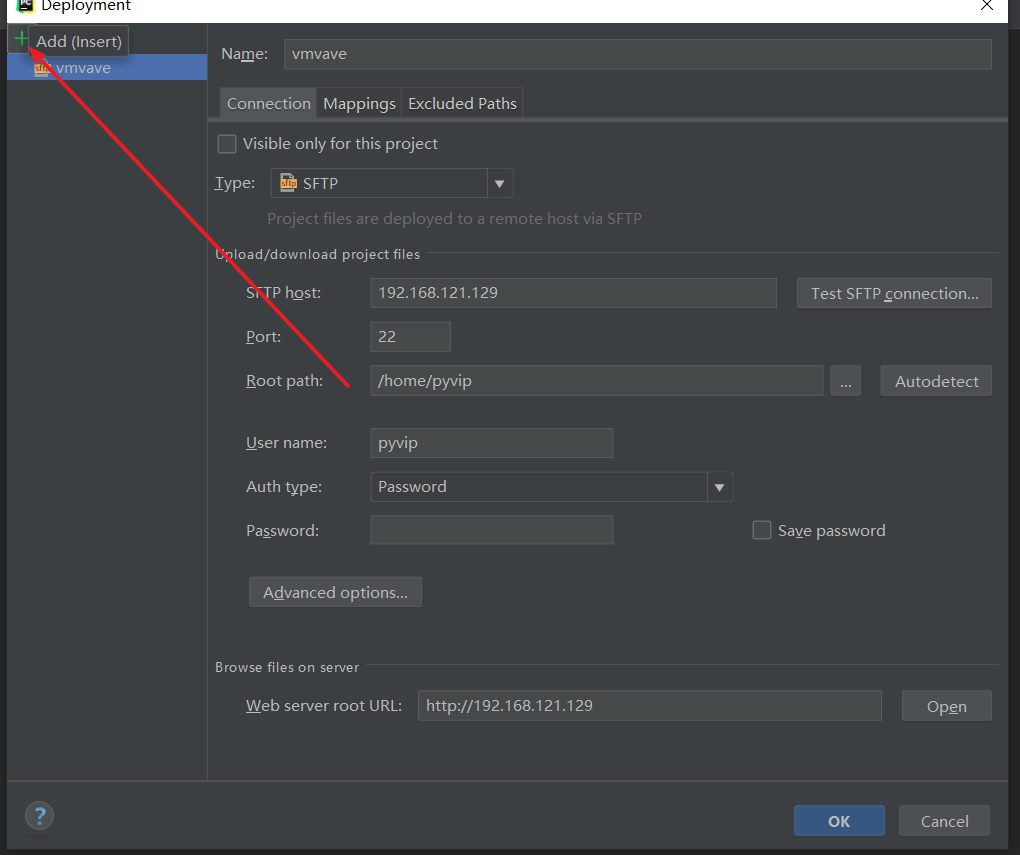 PC Deployment
Add (Insert)
sftp vmvave
Name: vmvave
Connection Mappings Excluded Paths
Visible only for this project
Type: sftp SFTP
Project files are deployed to a remote host via SFTP
Upload/download project files
SFTP host: 192.168.121.129 Test SFTP connection...
Port: 22
Root path: /home/pyvip ... Autodetect
User name: pyvip
Auth type: Password
Password: Save password
Advanced options...
Browse files on server
Web server root URL: http://192.168.121.129 Open
? OK Cancel